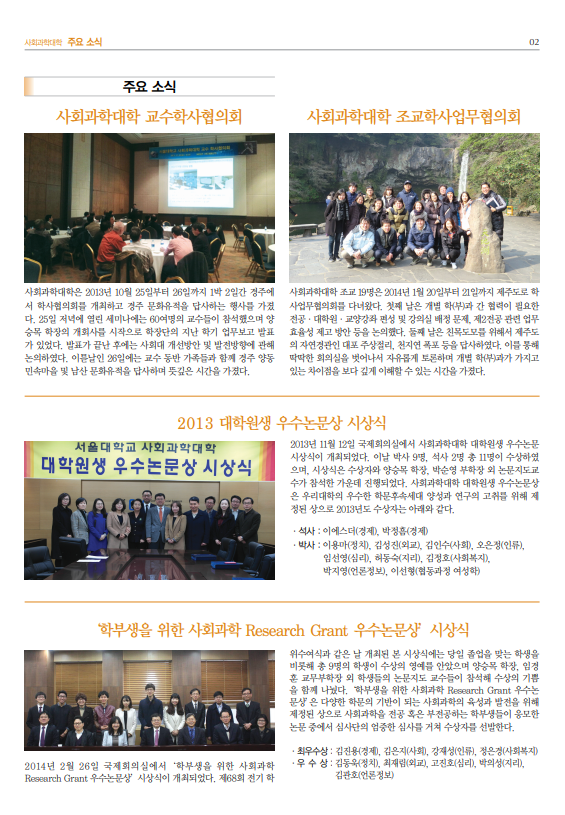 사회과학대학 주요 소식
02
주요 소식
사회과학대학 교수학사협의회
사회과학대학은 2013년 10월 25일부터 26일까지 1박 2일간 경주에
서 학사협의회를 개최하고 경주 문화유적을 답사하는 행사를 가졌
다. 25일 저녁에 열린 세미나에는 60여명의 교수들이 참석했으며 양
승목 학장의 개회사를 시작으로 학장단의 지난 학기 업무보고 발표
가 있었다. 발표가 끝난 후에는 사회대 개선방안 및 발전방향에 관해
논의하였다. 이튿날인 26일에는 교수 동반 가족들과 함께 경주 양동
민속마을 및 남산 문화유적을 답사하며 뜻깊은 시간을 가졌다.
사회과학대학 조교학사업무협의회
사회과학대학 조교 19명은 2014년 1월 20일부터 21일까지 제주도로 학
사업무협의회를 다녀왔다. 첫째 날은 개별 학(부)과 간 협력이 필요한
전공·대학원·교양강좌 편성 및 강의실 배정 문제, 제2전공 관련 업무
효율성 제고 방안 등을 논의했다. 둘째 날은 친목도모를 위해서 제주도
의 자연경관인 대포 주상절리, 천지연 폭포 등을 답사하였다. 이를 통해
딱딱한 회의실을 벗어나서 자유롭게 토론하며 개별 학(부)과가 가지고
있는 차이점을 보다 깊게 이해할 수 있는 시간을 가졌다.
2013 대학원생 우수논문상 시상식
서울대학교 사회과학대학
대학원생 우수논문상 시상식
2013년 11월 12일 국제회의실에서 사회과학대학 대학원생 우수논문
시상식이 개최되었다. 이날 박사 9명, 석사 2명 총 11명이 수상하였
으며, 시상식은 수상자와 양승목 학장, 박순영 부학장 외 논문지도교
수가 참석한 가운데 진행되었다. 사회과학대학 대학원생 우수논문상
은 우리대학의 우수한 학문후속세대 양성과 연구의 고취를 위해 제
정된 상으로 2013년도 수상자는 아래와 같다.
· 석사 : 이에스더(경제), 박정흠(경제)
· 박사 : 이용마(정치), 김성진(외교), 김인수(사회), 오은정(인류),
임선영(심리), 허동숙(지리), 김정호(사회복지),
박지영(언론정보), 이선형(협동과정 여성학)
‘학부생을 위한 사회과학 Research Grant 우수논문상’ 시상식
2014년 2월 26일 국제회의실에서 ‘학부생을 위한 사회과학
Research Grant 우수논문상’ 시상식이 개최되었다. 제68회 전기 학
위수여식과 같은 날 개최된 본 시상식에는 당일 졸업을 맞는 학생을
비롯해 총 9명의 학생이 수상의 영예를 안았으며 양승목 학장, 임경
훈 교무부학장 외 학생들의 논문지도 교수들이 참석해 수상의 기쁨
을 함께 나눴다. ‘학부생을 위한 사회과학 Research Grant 우수논
문상’은 다양한 학문의 기반이 되는 사회과학의 육성과 발전을 위해
제정된 상으로 사회과학을 전공 혹은 부전공하는 학부생들이 응모한
논문 중에서 심사단의 엄중한 심사를 거쳐 수상자를 선발한다.
· 최우수상 : 김진용(경제), 김은지(사회), 강재성(인류), 정은경(사회복지)
· 우 수 상 : 김동욱(정치), 최재림(외교), 고진호(심리), 박의성(지리),
김관호(언론정보)